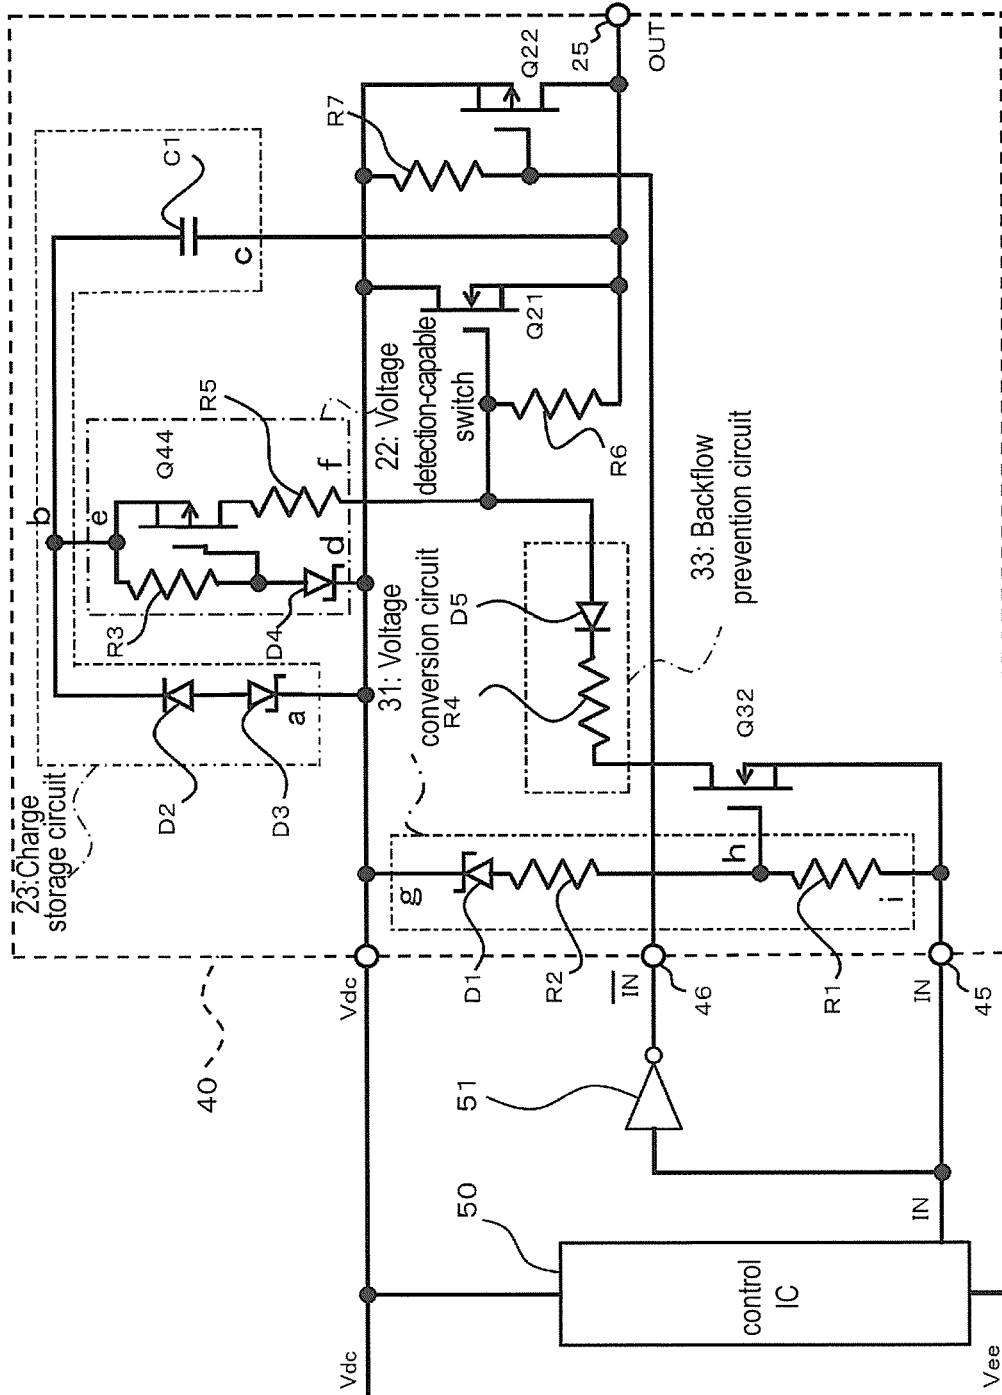 40
23:Charge
storage circuit
D2
D3
a
b
e
Q44
R3
D4
d
R5
f
c
C1
22: Voltage
detection-capable
switch
R7
Q22
25
OUT
Q21
R6
31: Voltage
conversion circuit
R4
D5
33: Backflow
prevention circuit
Q32
g
h
i
D1
R2
R1
Vdc
Vdc
IN
46
IN
45
51
50
IN
control
IC
Vee